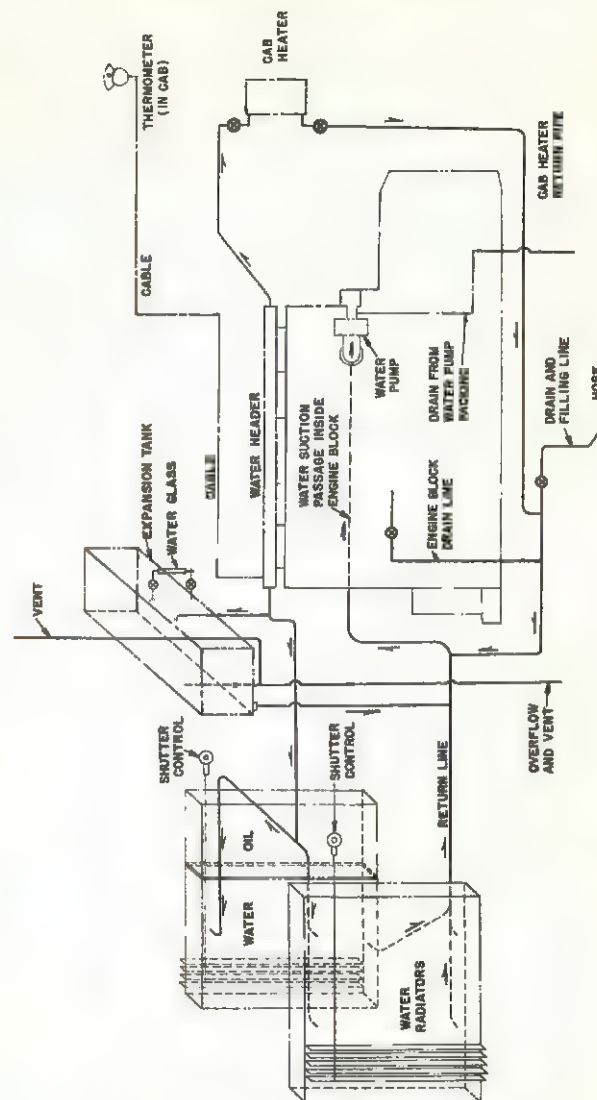 CAB
HEATER
THERMOMETER
(IN CAB)
CABLE
EXPANSION TANK
WATER GLASS
VENT
CABLE
WATER HEADER
SHUTTER
CONTROL
WATER SUCTION
PASSAGE INSIDE
ENGINE BLOCK
WATER
PUMP
DRAIN FROM
WATER PUMP
PACKING
CAB HEATER
RETURN PIPE
OIL
WATER
SHUTTER
CONTROL
ENGINE BLOCK
DRAIN LINE
DRAIN AND
FILLING LINE
HOSE
RETURN LINE
WATER
RADIATORS
OVERFLOW
AND VENT